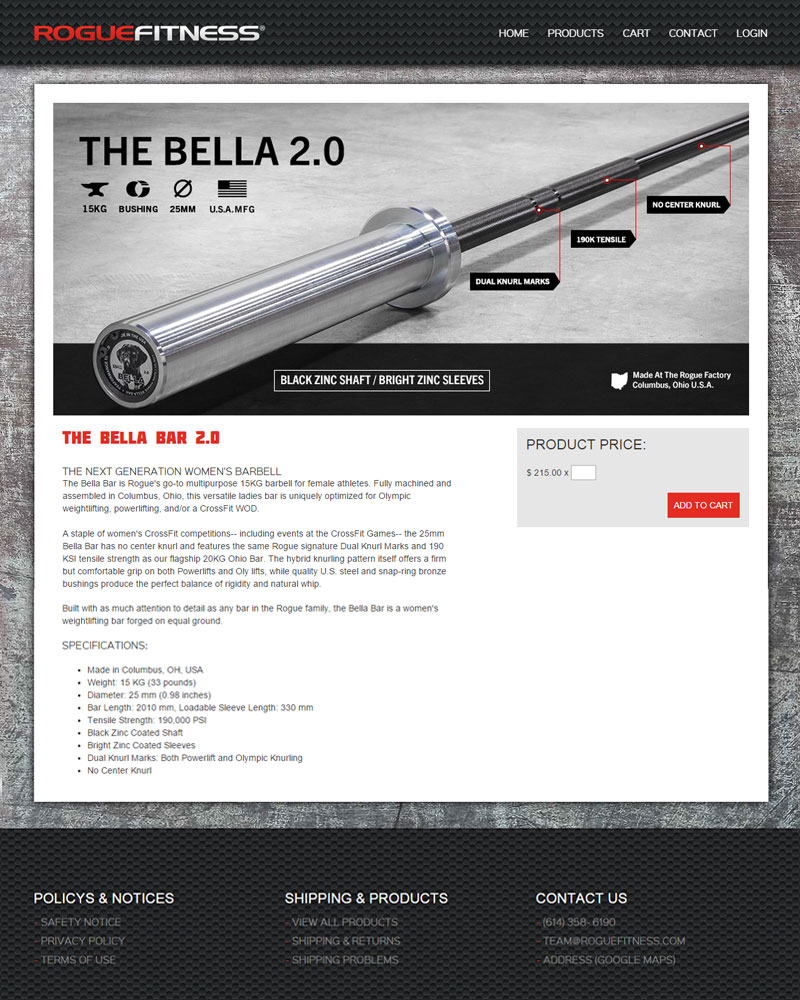 ROGUEFITNESS®
HOME PRODUCTS CART CONTACT LOGIN
THE BELLA 2.0
15KG BUSHING 25MM U.S.A. MFG
NO CENTER KNURL
190K TENSILE
DUAL KNURL MARKS
BELLA
BLACK ZINC SHAFT / BRIGHT ZINC SLEEVES
Made At The Rogue Factory
Columbus, Ohio U.S.A.
THE BELLA BAR 2.0
THE NEXT GENERATION WOMEN'S BARBELL
The Bella Bar is Rogue's go-to multipurpose 15KG barbell for female athletes. Fully machined and
assembled in Columbus, Ohio, this versatile ladies bar is uniquely optimized for Olympic
weightlifting, powerlifting, and/or a CrossFit WOD.
A staple of women's CrossFit competitions-- including events at the CrossFit Games-- the 25mm
Bella Bar has no center knurl and features the same Rogue signature Dual Knurl Marks and 190
KSI tensile strength as our flagship 20KG Ohio Bar. The hybrid knurling pattern itself offers a firm
but comfortable grip on both Powerlifts and Oly lifts, while quality U.S. steel and snap-ring bronze
bushings produce the perfect balance of rigidity and natural whip.
Built with as much attention to detail as any bar in the Rogue family, the Bella Bar is a women's
weightlifting bar forged on equal ground.
SPECIFICATIONS:
• Made in Columbus, OH, USA
• Weight: 15 KG (33 pounds)
• Diameter: 25 mm (0.98 inches)
• Bar Length: 2010 mm, Loadable Sleeve Length: 330 mm
• Tensile Strength: 190,000 PSI
• Black Zinc Coated Shaft
• Bright Zinc Coated Sleeves
• Dual Knurl Marks: Both Powerlift and Olympic Knurling
• No Center Knurl
PRODUCT PRICE:
$ 215.00 x
ADD TO CART
POLICYS & NOTICES
- SAFETY NOTICE
- PRIVACY POLICY
- TERMS OF USE
SHIPPING & PRODUCTS
- VIEW ALL PRODUCTS
- SHIPPING & RETURNS
- SHIPPING PROBLEMS
CONTACT US
- (614) 358- 6190
- TEAM@ROGUEFITNESS.COM
- ADDRESS (GOOGLE MAPS)